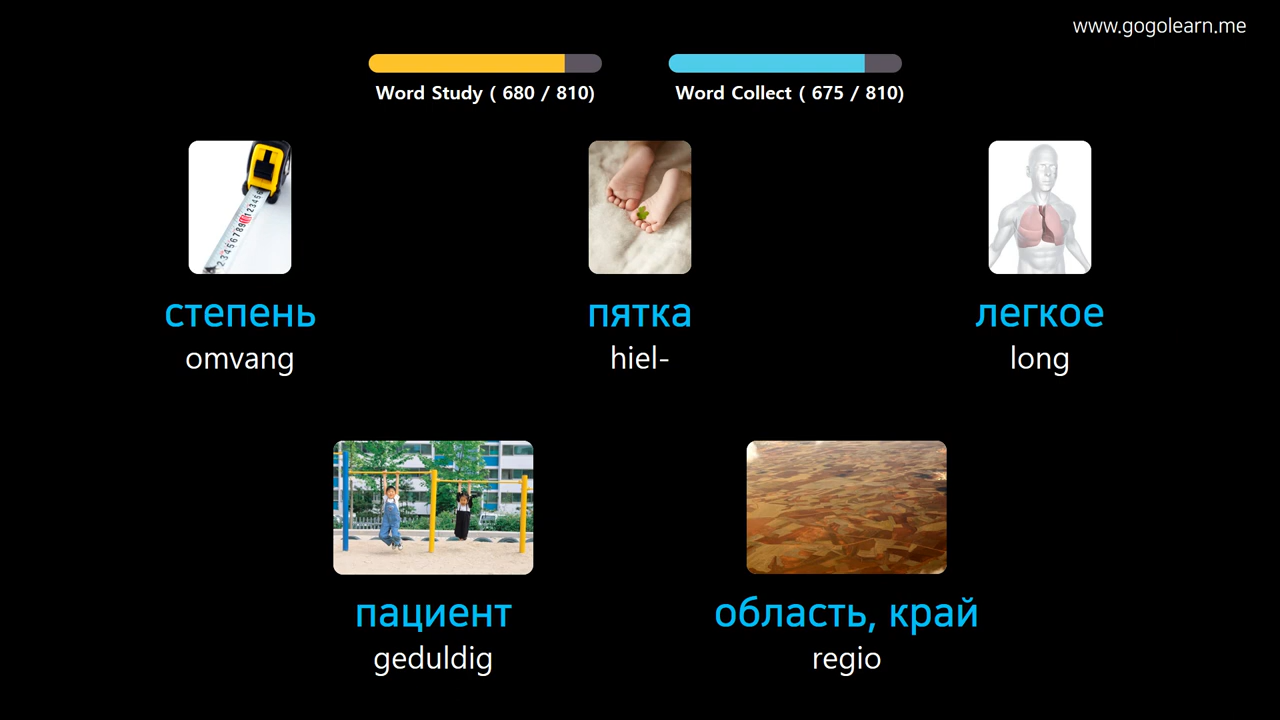 www.gogolearn.me
Word Study ( 680 / 810)
Word Collect ( 675 / 810)
степень
omvang
пятка
hiel-
легкое
long
пациент
geduldig
область, край
regio